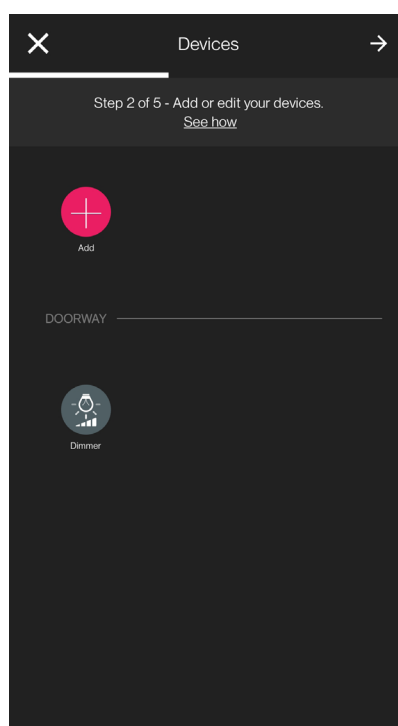 Devices
Step 2 of 5 - Add or edit your devices.
See how
Add
DOORWAY
Dimmer